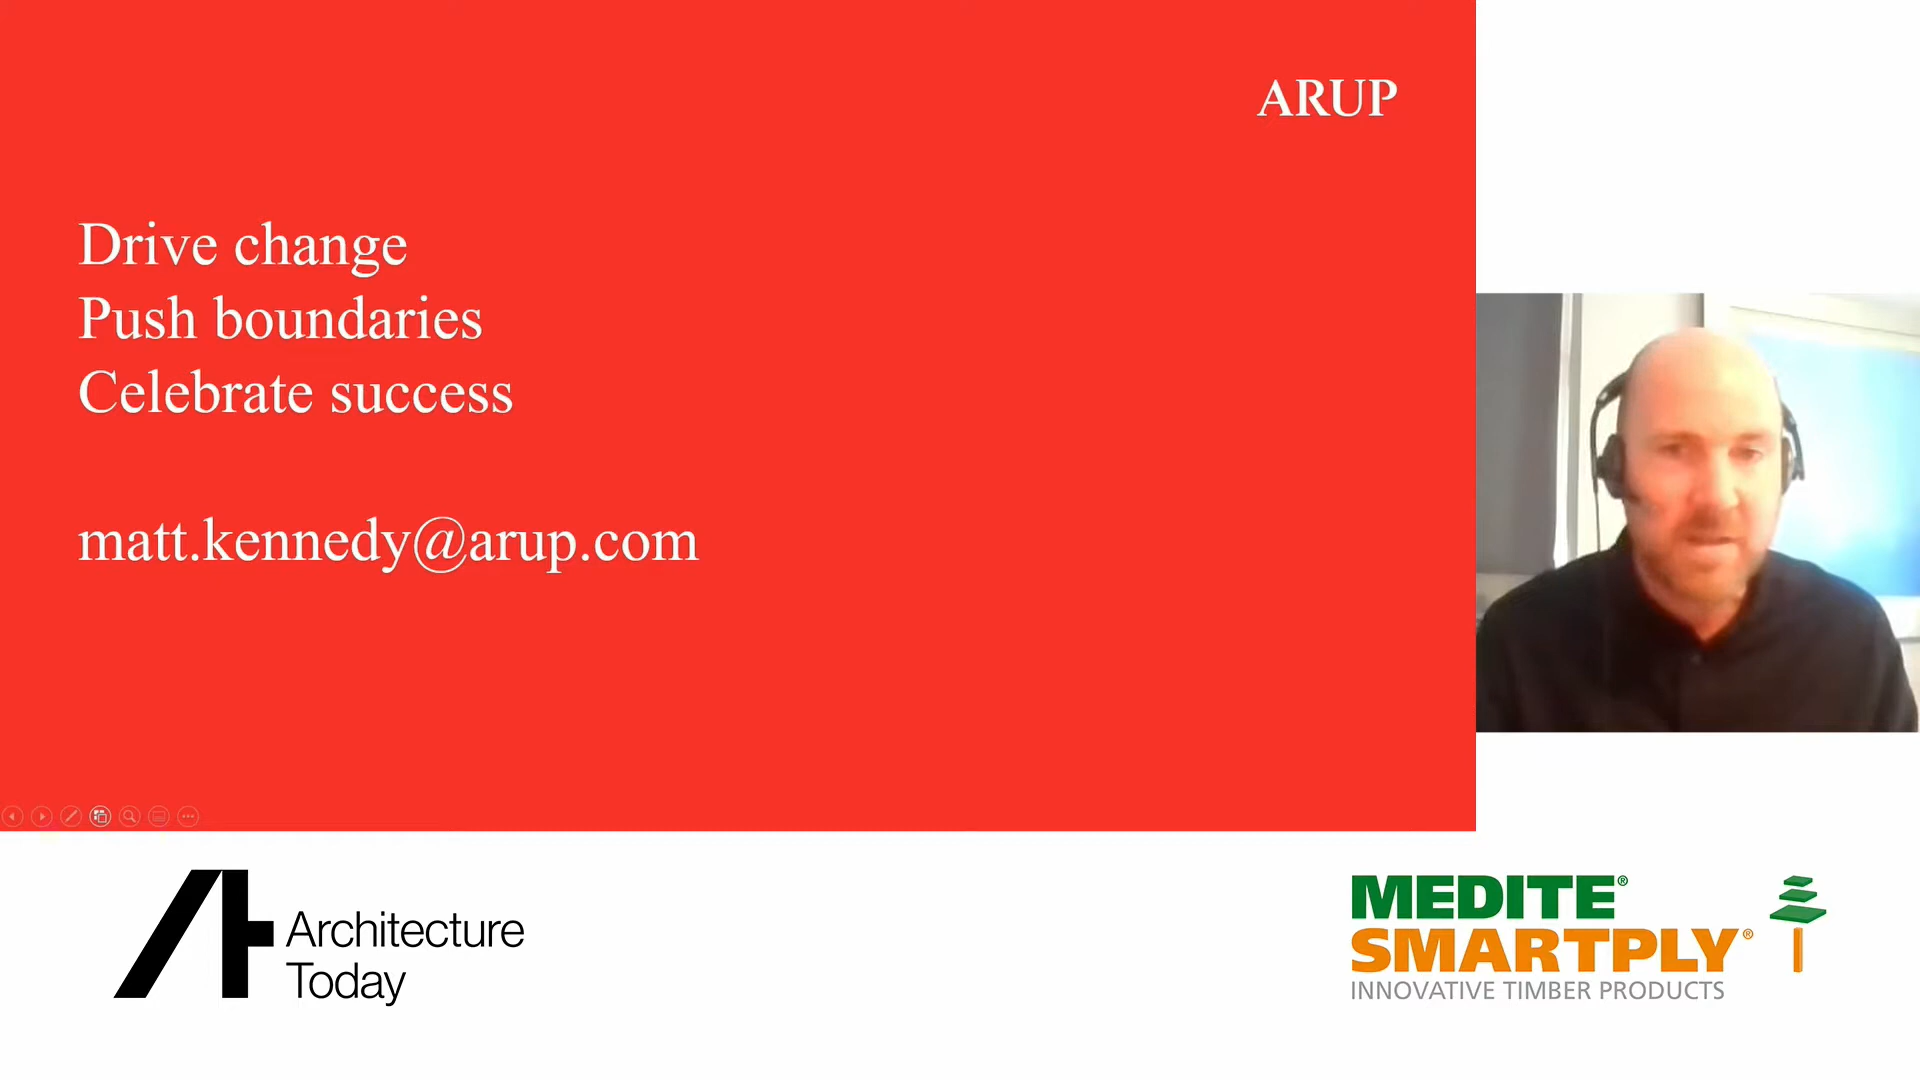 ARUP
Drive change
Push boundaries
Celebrate success
matt.kennedy@arup.com
Architecture
Today
MEDITE®
SMARTPLY®
INNOVATIVE TIMBER PRODUCTS